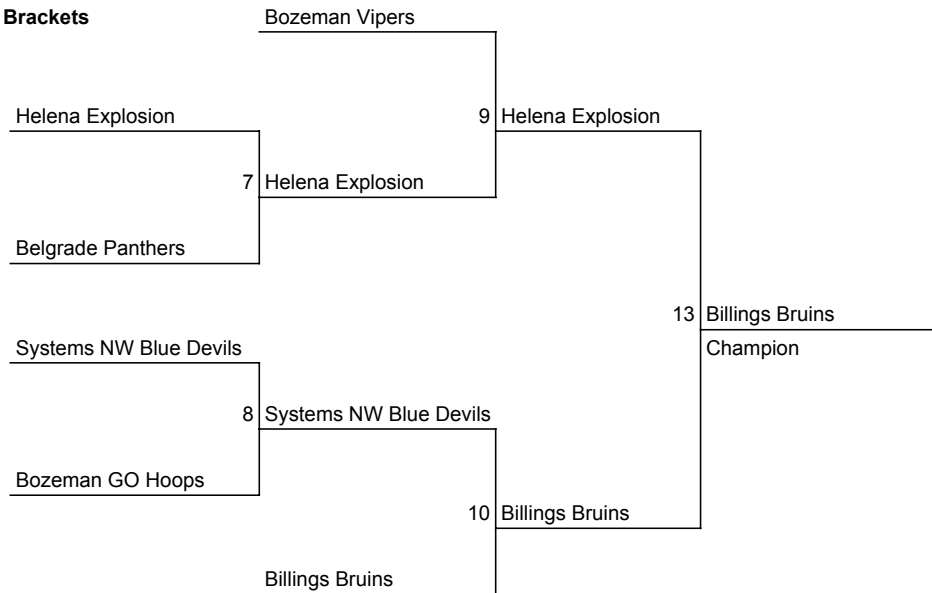 Brackets
Bozeman Vipers
Helena Explosion
9 Helena Explosion
7 Helena Explosion
Belgrade Panthers
13 Billings Bruins
Systems NW Blue Devils
Champion
8 Systems NW Blue Devils
Bozeman GO Hoops
10 Billings Bruins
Billings Bruins